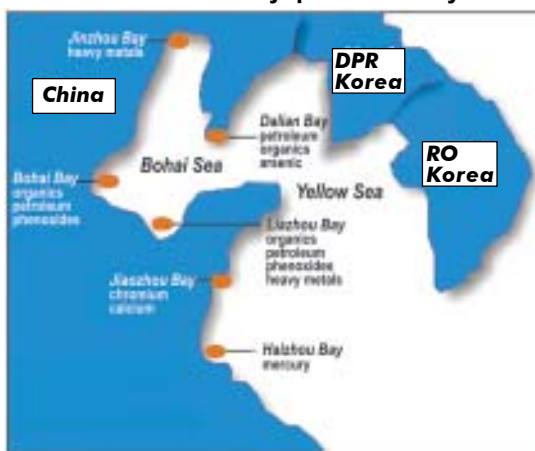 Jinzhou Bay
heavy metals
China
DPR
Korea
Dalian Bay
petroleum
organics
arsenic
RO
Korea
Bohai Sea
Bohai Bay
organics
petroleum
phenoxides
Yellow Sea
Liazhou Bay
organics
petroleum
phenoxides
heavy metals
Jiaozhou Bay
chromium
calcium
Haizhou Bay
mercury